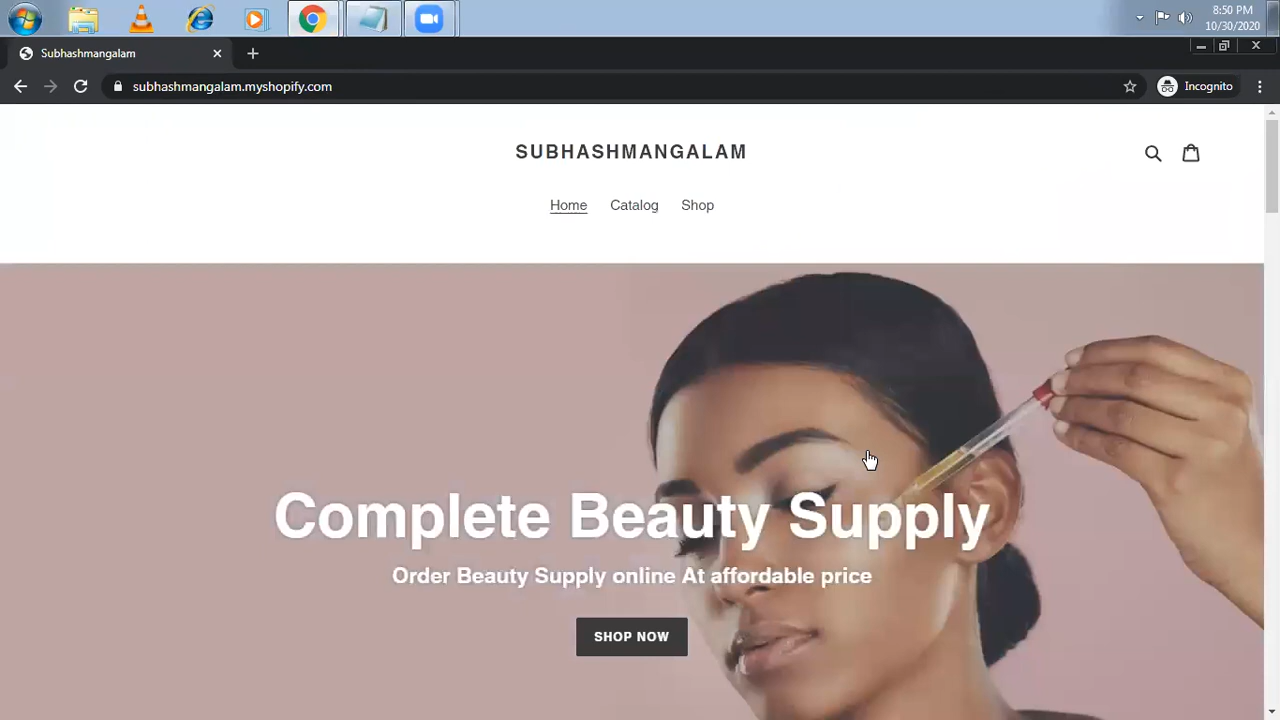 8:50 PM
10/30/2020
Subhashmangalam
subhashmangalam.myshopify.com
Incognito
SUBHASHMANGALAM
Home Catalog Shop
Complete Beauty Supply
Order Beauty Supply online At affordable price
SHOP NOW